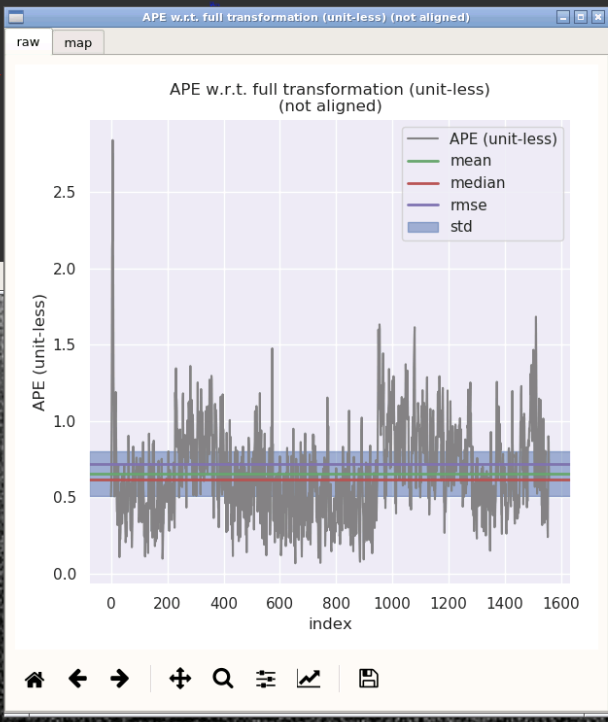 APE w.r.t. full transformation (unit-less) (not aligned)
raw
map
APE w.r.t. full transformation (unit-less)
(not aligned)
APE (unit-less)
mean
median
rmse
std
APE (unit-less)
2.5
2.0
1.5
1.0
0.5
0.0
0 200 400 600 800 1000 1200 1400 1600
index